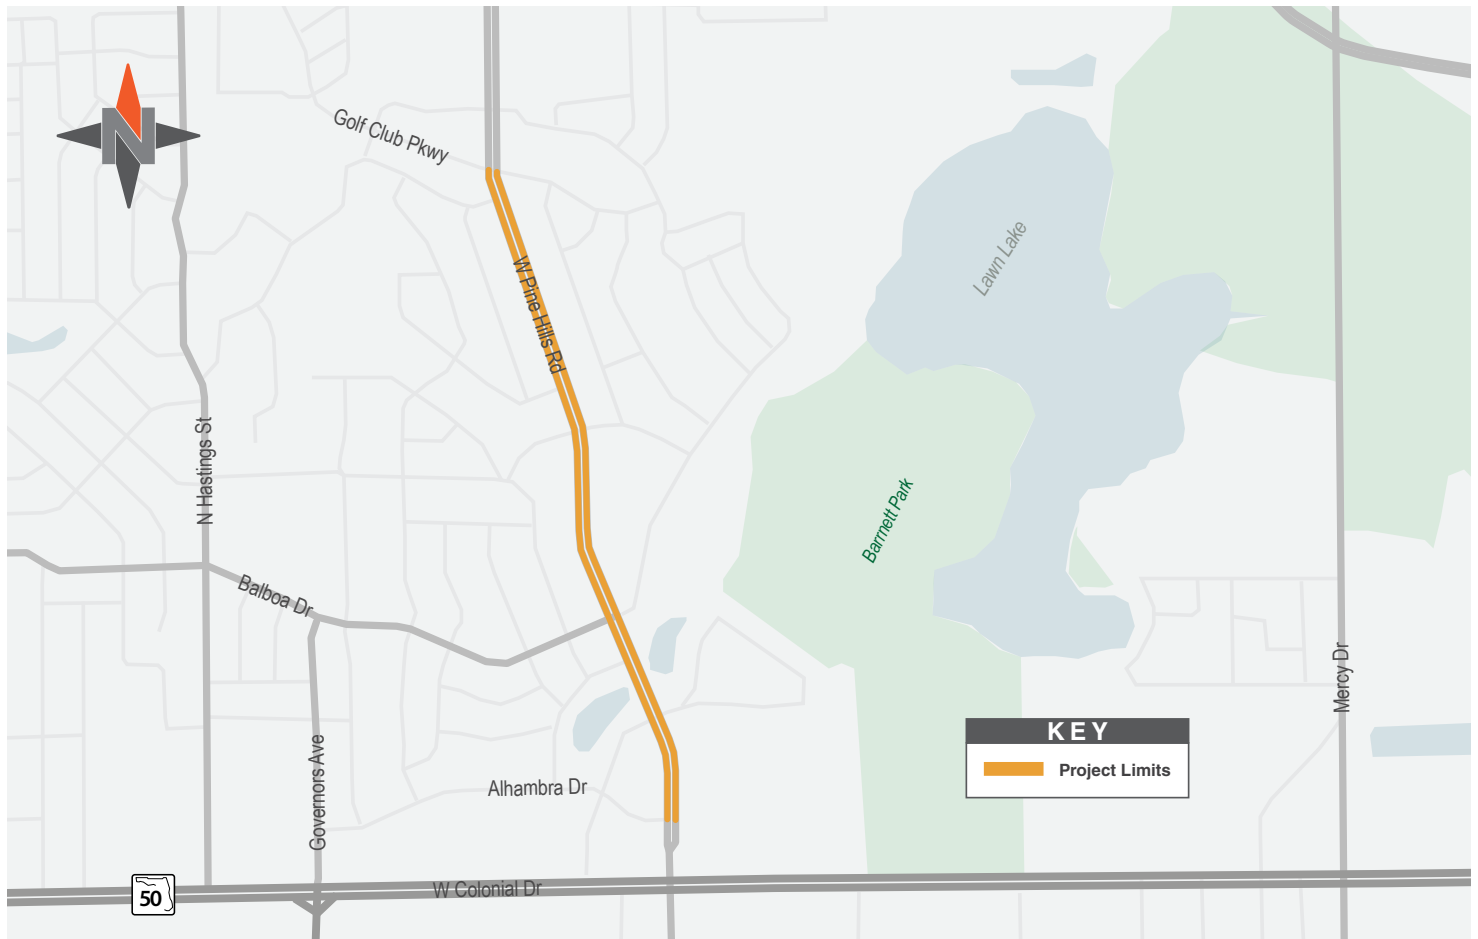 N
Golf Club Pkwy
Lawn Lake
W Pine Hills Rd
N Hastings St
Barnett Park
Balboa Dr
Mercy Dr
KEY
Project Limits
Governors Ave
Alhambra Dr
W Colonial Dr
50